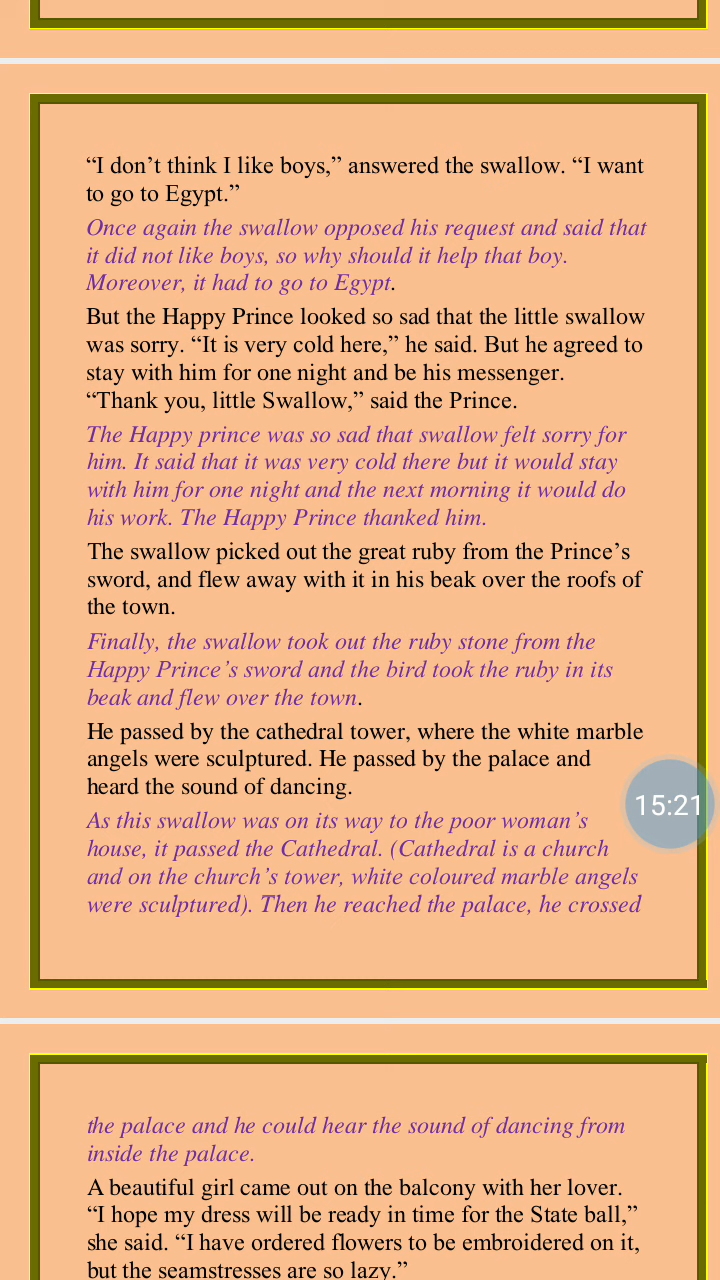 “I don’t think I like boys,” answered the swallow. “I want
to go to Egypt.”
Once again the swallow opposed his request and said that
it did not like boys, so why should it help that boy.
Moreover, it had to go to Egypt.
But the Happy Prince looked so sad that the little swallow
was sorry. “It is very cold here,” he said. But he agreed to
stay with him for one night and be his messenger.
“Thank you, little Swallow,” said the Prince.
The Happy prince was so sad that swallow felt sorry for
him. It said that it was very cold there but it would stay
with him for one night and the next morning it would do
his work. The Happy Prince thanked him.
The swallow picked out the great ruby from the Prince’s
sword, and flew away with it in his beak over the roofs of
the town.
Finally, the swallow took out the ruby stone from the
Happy Prince’s sword and the bird took the ruby in its
beak and flew over the town.
He passed by the cathedral tower, where the white marble
angels were sculptured. He passed by the palace and
heard the sound of dancing.
15:21
As this swallow was on its way to the poor woman’s
house, it passed the Cathedral. (Cathedral is a church
and on the church’s tower, white coloured marble angels
were sculptured). Then he reached the palace, he crossed
the palace and he could hear the sound of dancing from
inside the palace.
A beautiful girl came out on the balcony with her lover.
“I hope my dress will be ready in time for the State ball,”
she said. “I have ordered flowers to be embroidered on it,
but the seamstresses are so lazy.”